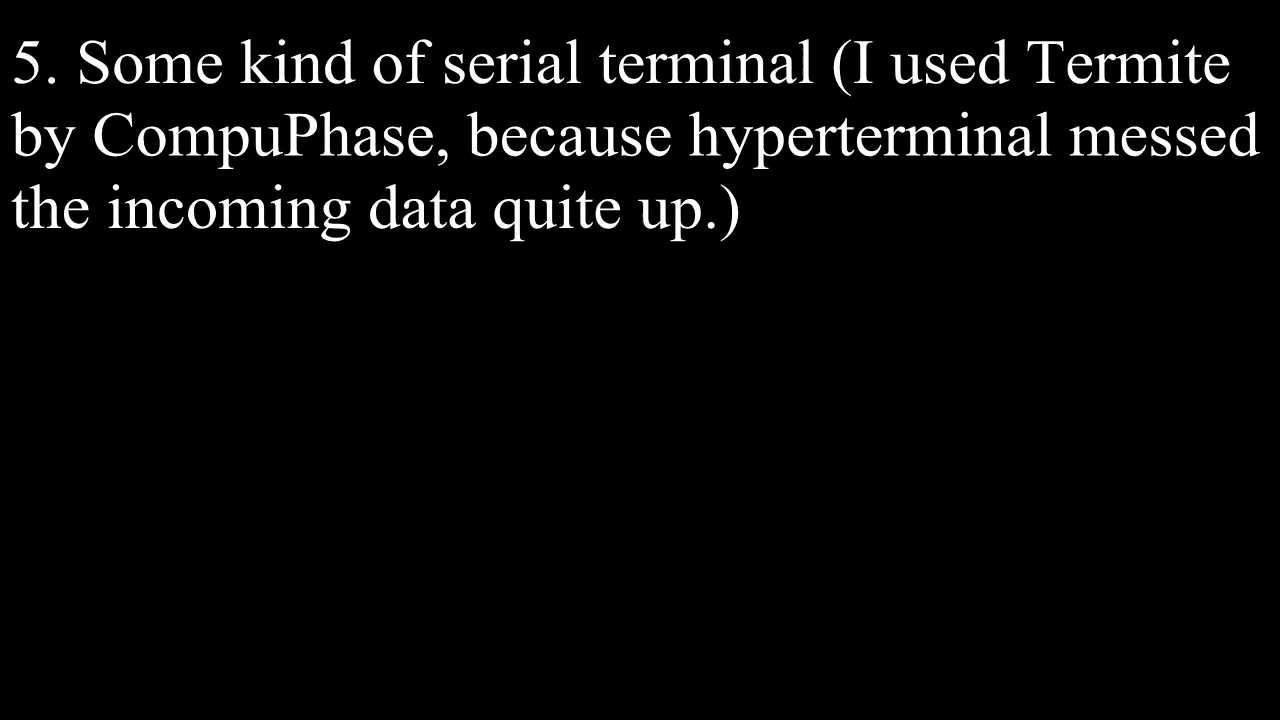 5. Some kind of serial terminal (I used Termite
by CompuPhase, because hyperterminal messed
the incoming data quite up.)